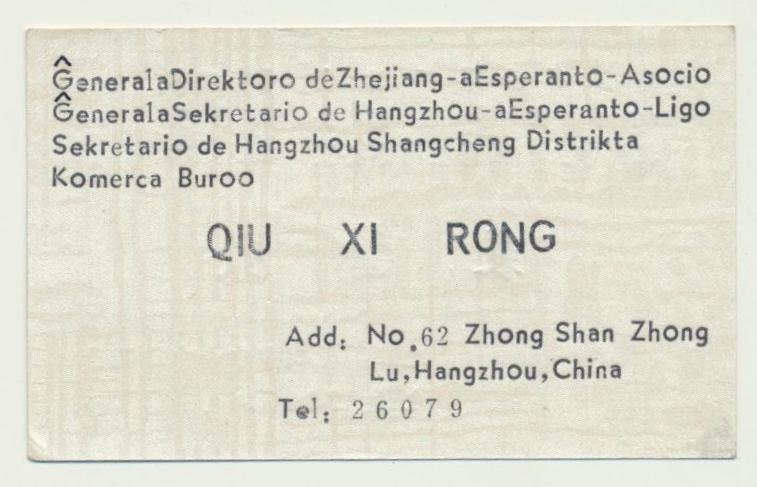 ĜeneralaDirektoro deZhejiang-aEsperanto-Asocio
ĜeneralaSekretario de Hangzhou-aEsperanto-Ligo
Sekretario de Hangzhou Shangcheng Distrikta
Komerca Buroo
QIU XI RONG
Add: No.62 Zhong Shan Zhong
Lu,Hangzhou,China
Tel: 26079